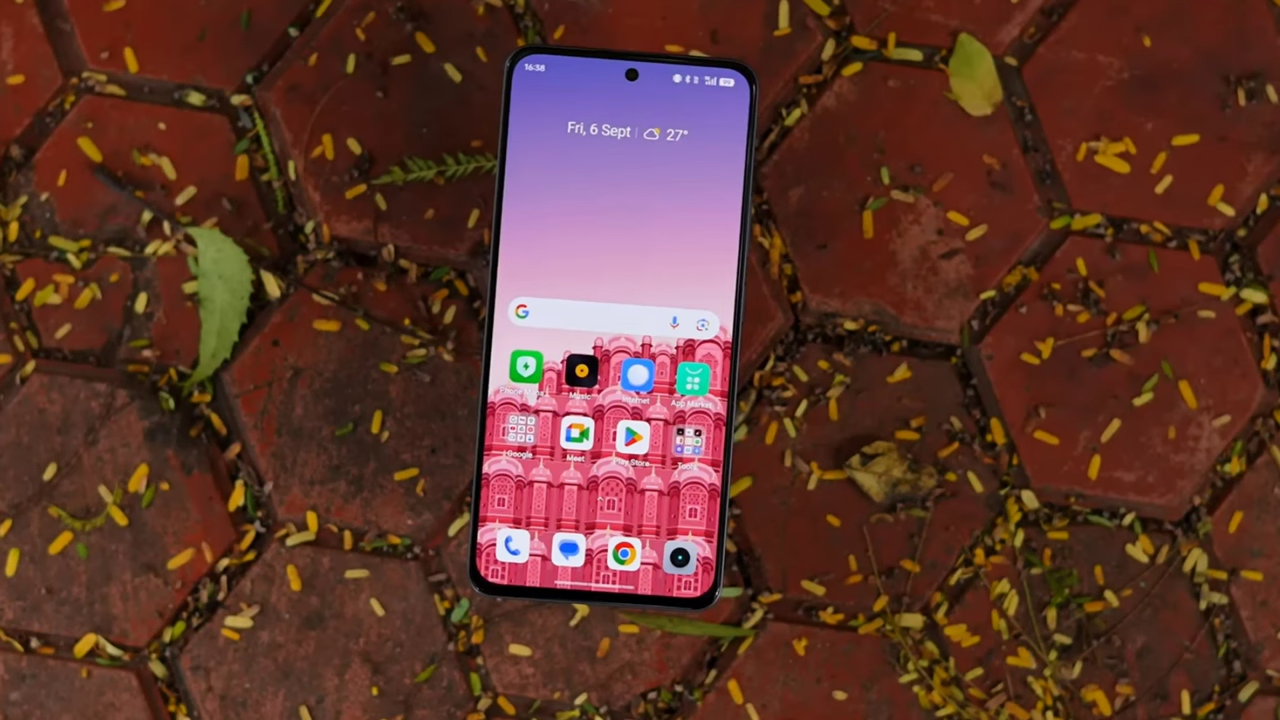 16:38
Fri, 6 Sept | 27°
Music Internet App Market
Google Meet Play Store Tools